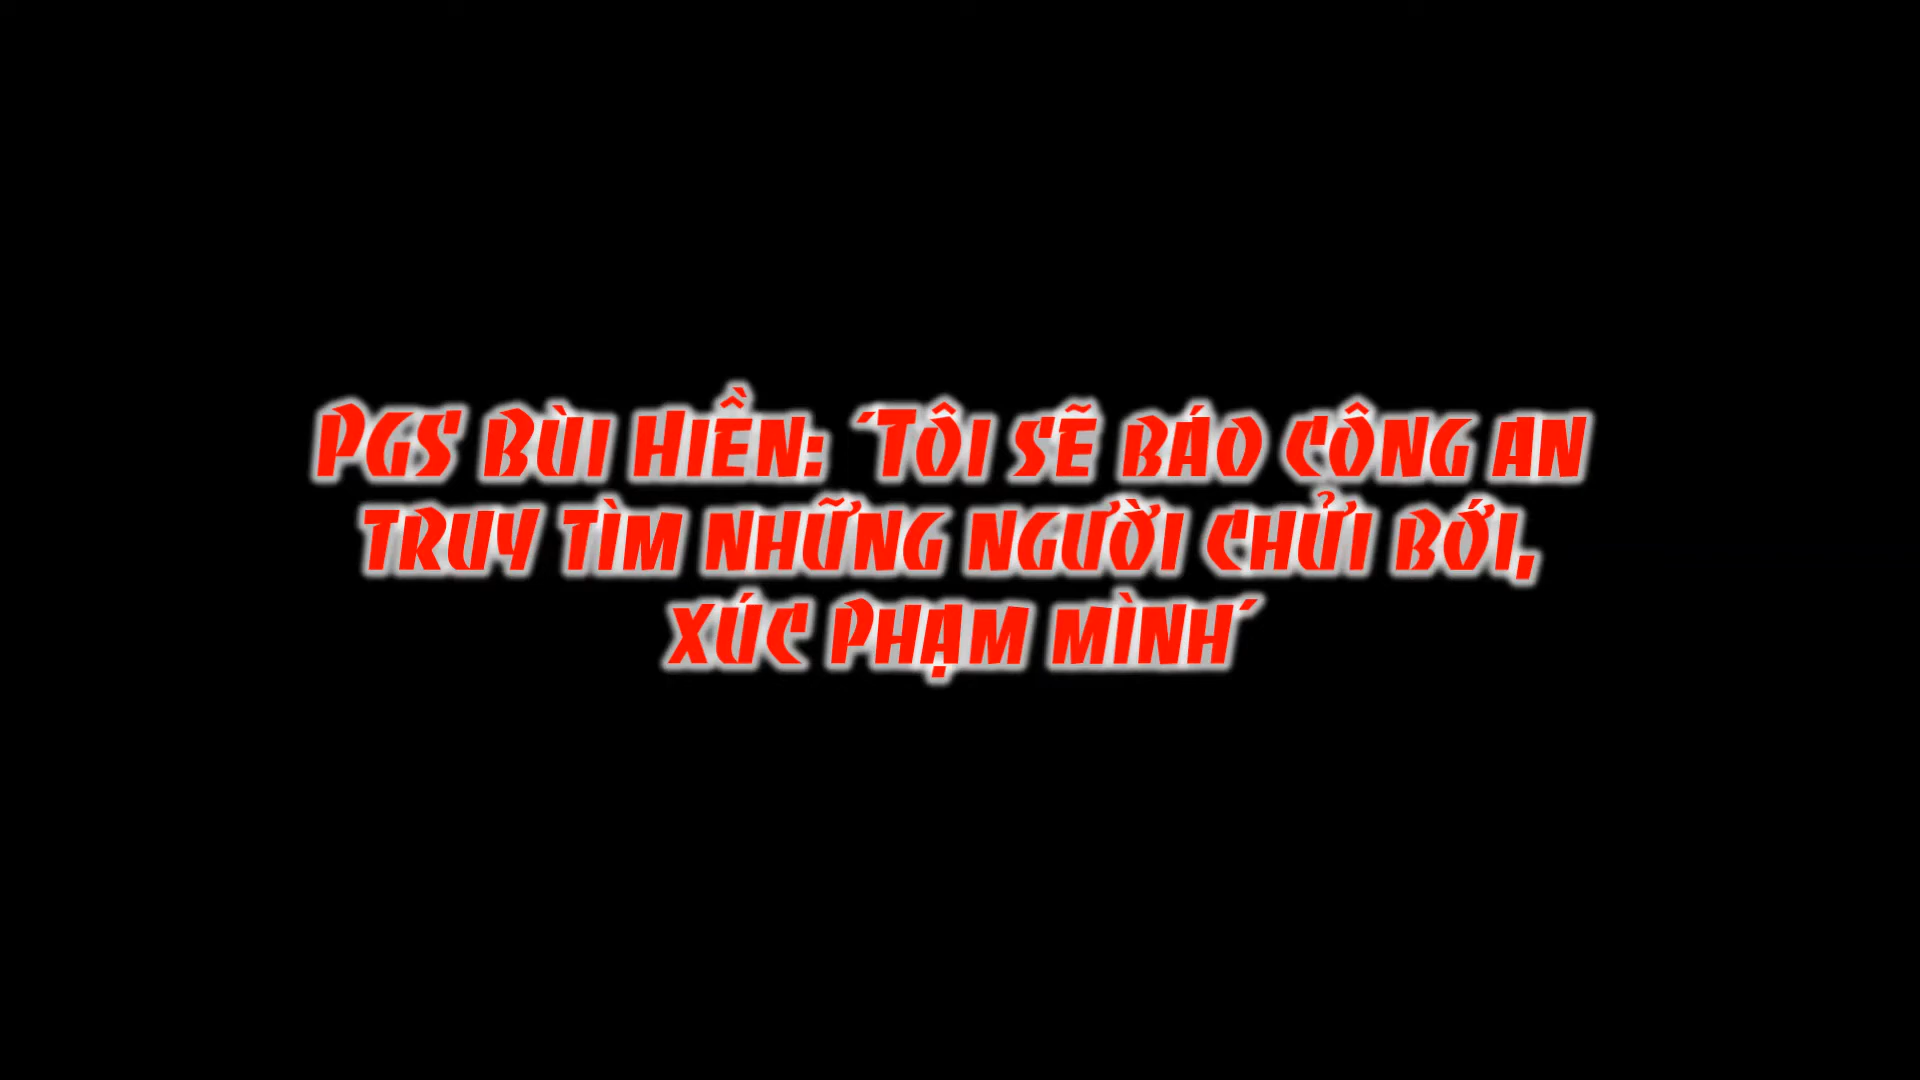 PGS Bùi Hiền: ´Tôi sẽ báo công an
truy tìm những người chửi bới,
xúc phạm mình´